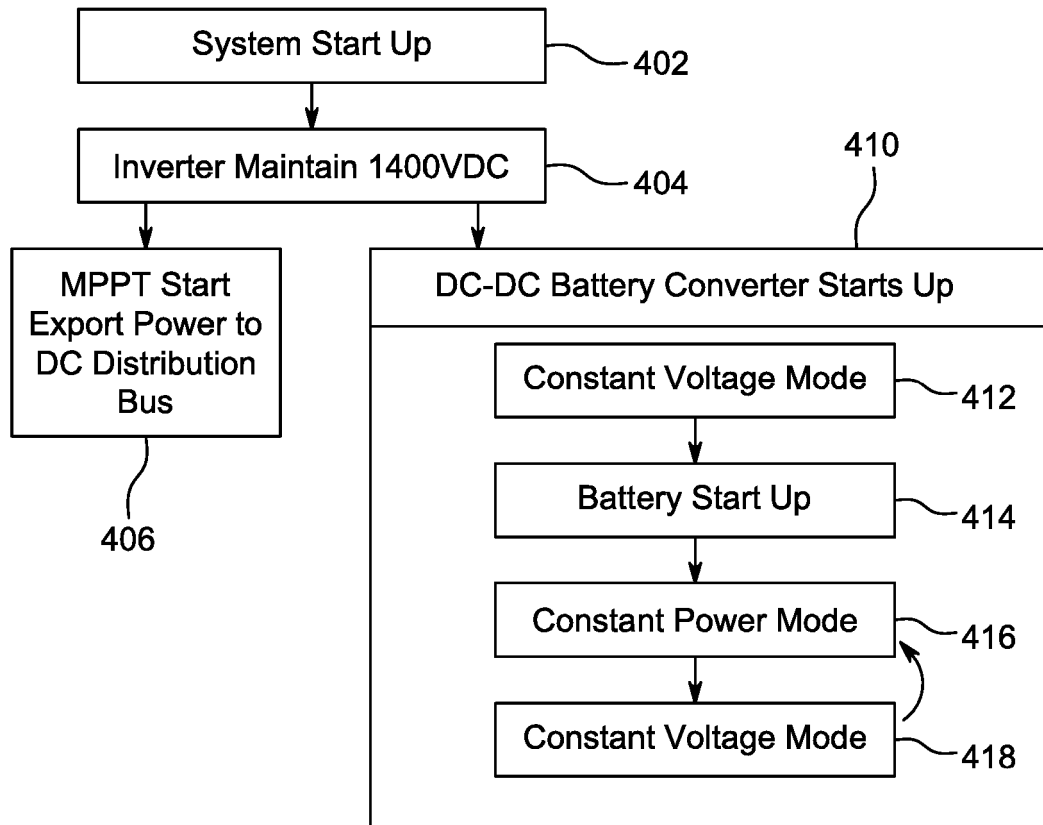 System Start Up
402
Inverter Maintain 1400VDC
404
410
MPPT Start
Export Power to
DC Distribution
Bus
406
DC-DC Battery Converter Starts Up
Constant Voltage Mode
412
Battery Start Up
414
Constant Power Mode
416
Constant Voltage Mode
418